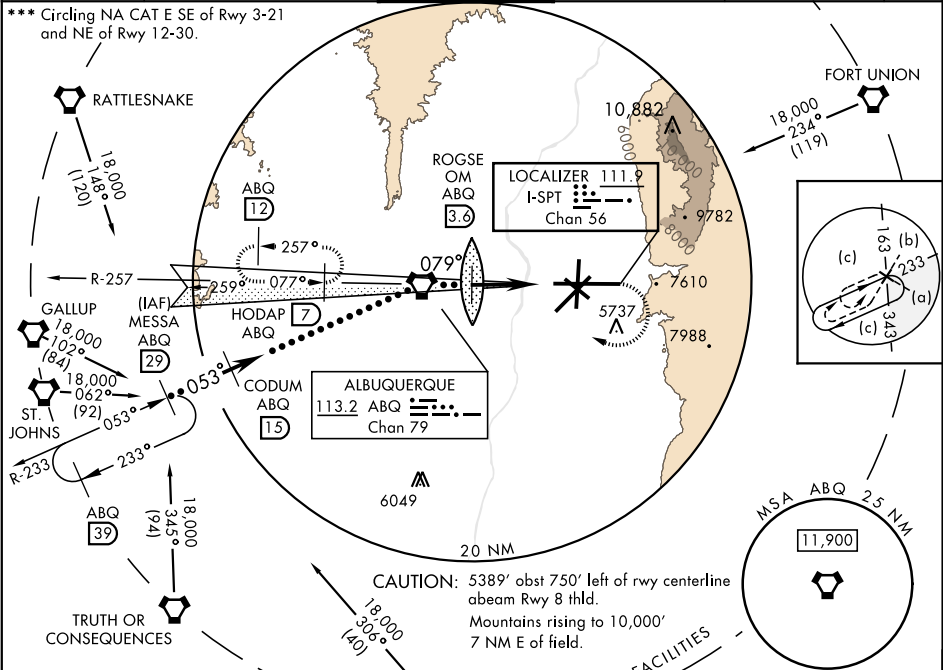 *** Circling NA CAT E SE of Rwy 3-21
and NE of Rwy 12-30.
RATTLESNAKE
18,000
148°
(120)
FORT UNION
18,000
234°
(119)
10,882
6000
10,000
8000
9782
7610
7988
5737
ROGSE
OM
ABQ
3.6
LOCALIZER 111.9
I-SPT
Chan 56
ABQ
12
257°
079°
R-257
259°
077°
HODAP
ABQ
7
(IAF)
MESSA
ABQ
29
GALLUP
18,000
102°
(84)
ST.
JOHNS
18,000
062°
(92)
053°
053°
233°
R-233
CODUM
ABQ
15
ALBUQUERQUE
113.2 ABQ
Chan 79
163
(b)
233
(c)
(a)
(c)
343
ABQ
39
18,000
345°
(94)
6049
20 NM
TRUTH OR
CONSEQUENCES
18,000
306°
(40)
CAUTION: 5389' obst 750' left of rwy centerline
abeam Rwy 8 thld.
Mountains rising to 10,000'
7 NM E of field.
FACILITIES
MSA ABQ 25 NM
11,900